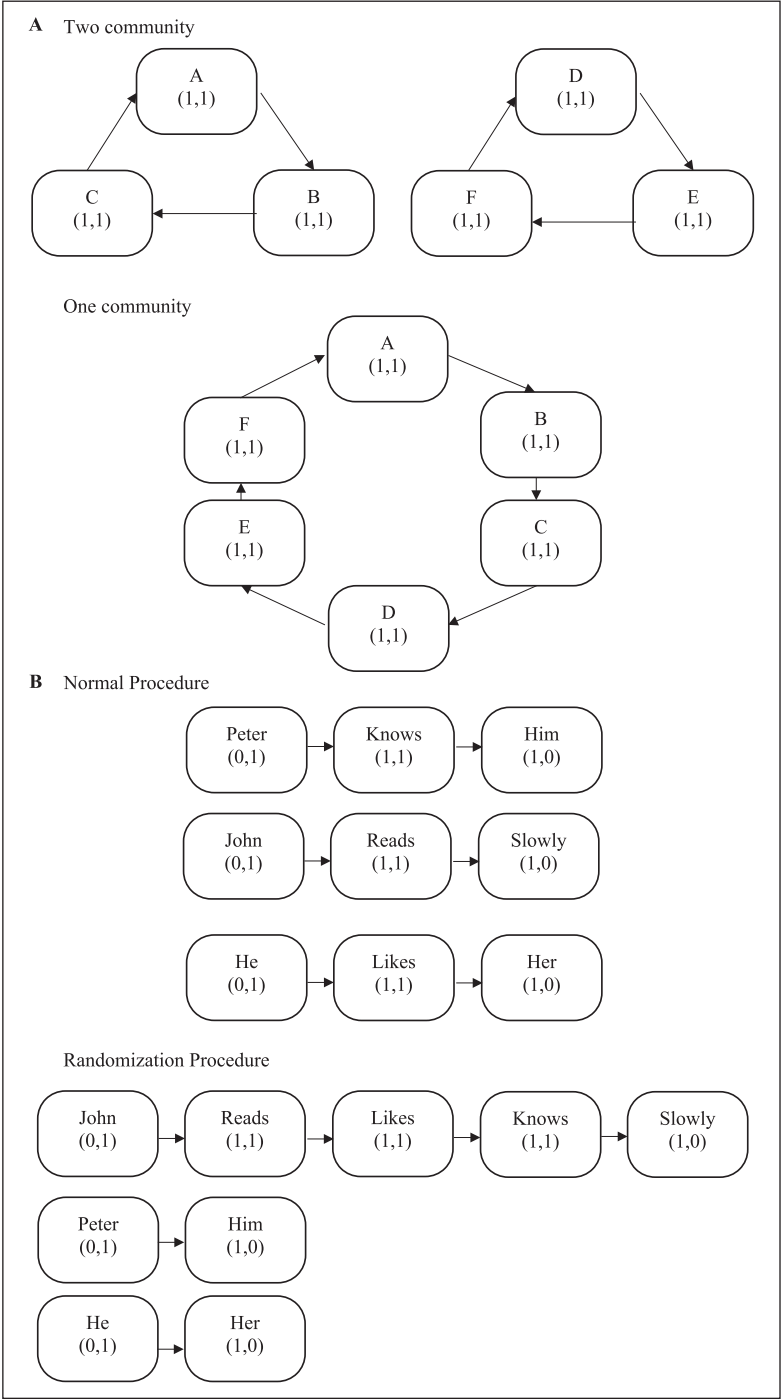 A Two community
A
(1,1)
D
(1,1)
C
(1,1)
B
(1,1)
F
(1,1)
E
(1,1)
One community
A
(1,1)
F
(1,1)
B
(1,1)
E
(1,1)
C
(1,1)
D
(1,1)
B Normal Procedure
Peter
(0,1)
Knows
(1,1)
Him
(1,0)
John
(0,1)
Reads
(1,1)
Slowly
(1,0)
He
(0,1)
Likes
(1,1)
Her
(1,0)
Randomization Procedure
John
(0,1)
Reads
(1,1)
Likes
(1,1)
Knows
(1,1)
Slowly
(1,0)
Peter
(0,1)
Him
(1,0)
He
(0,1)
Her
(1,0)